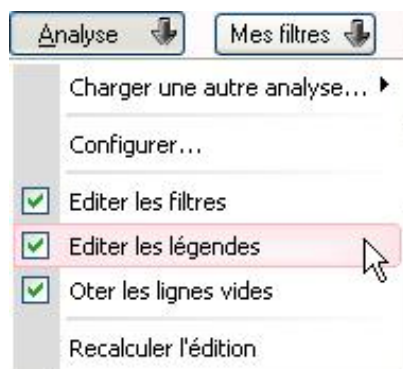 Analyse Mes filtres
Charger une autre analyse...
Configurer...
Editer les filtres
Editer les légendes
Oter les lignes vides
Recalculer l'édition